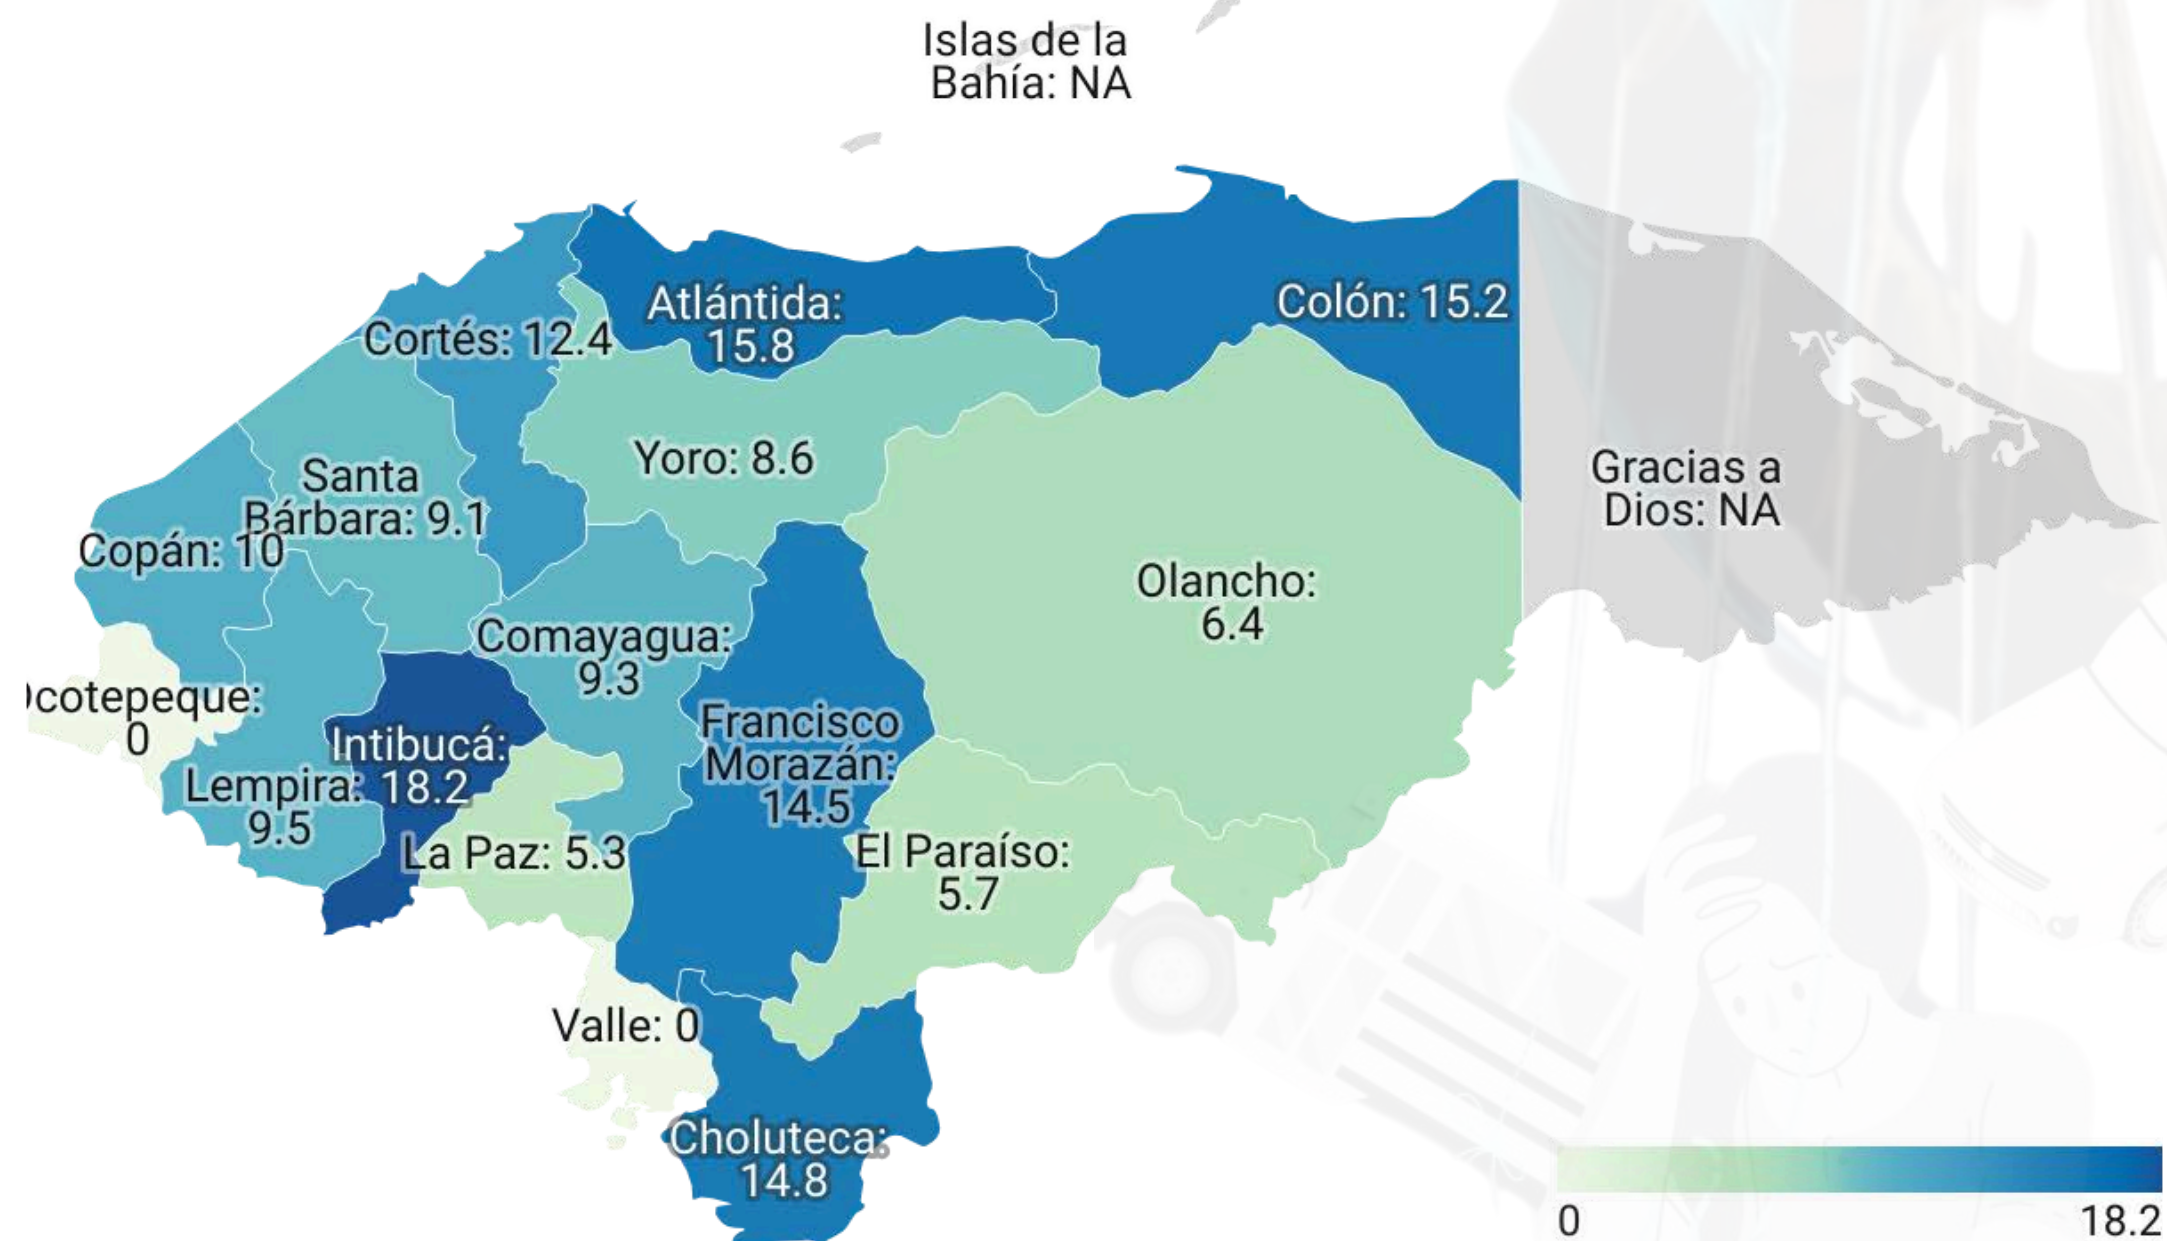 Islas de la
Bahía: NA
Atlántida:
15.8
Colón: 15.2
Cortés: 12.4
Yoro: 8.6
Santa
Bárbara: 9.1
Gracias a
Dios: NA
Copán: 10
Olancho:
6.4
Comayagua:
9.3
cotepeque:
0
Francisco
Morazán:
14.5
Intibucá:
18.2
Lempira:
9.5
La Paz: 5.3
El Paraíso:
5.7
Valle: 0
Choluteca:
14.8
0
18.2